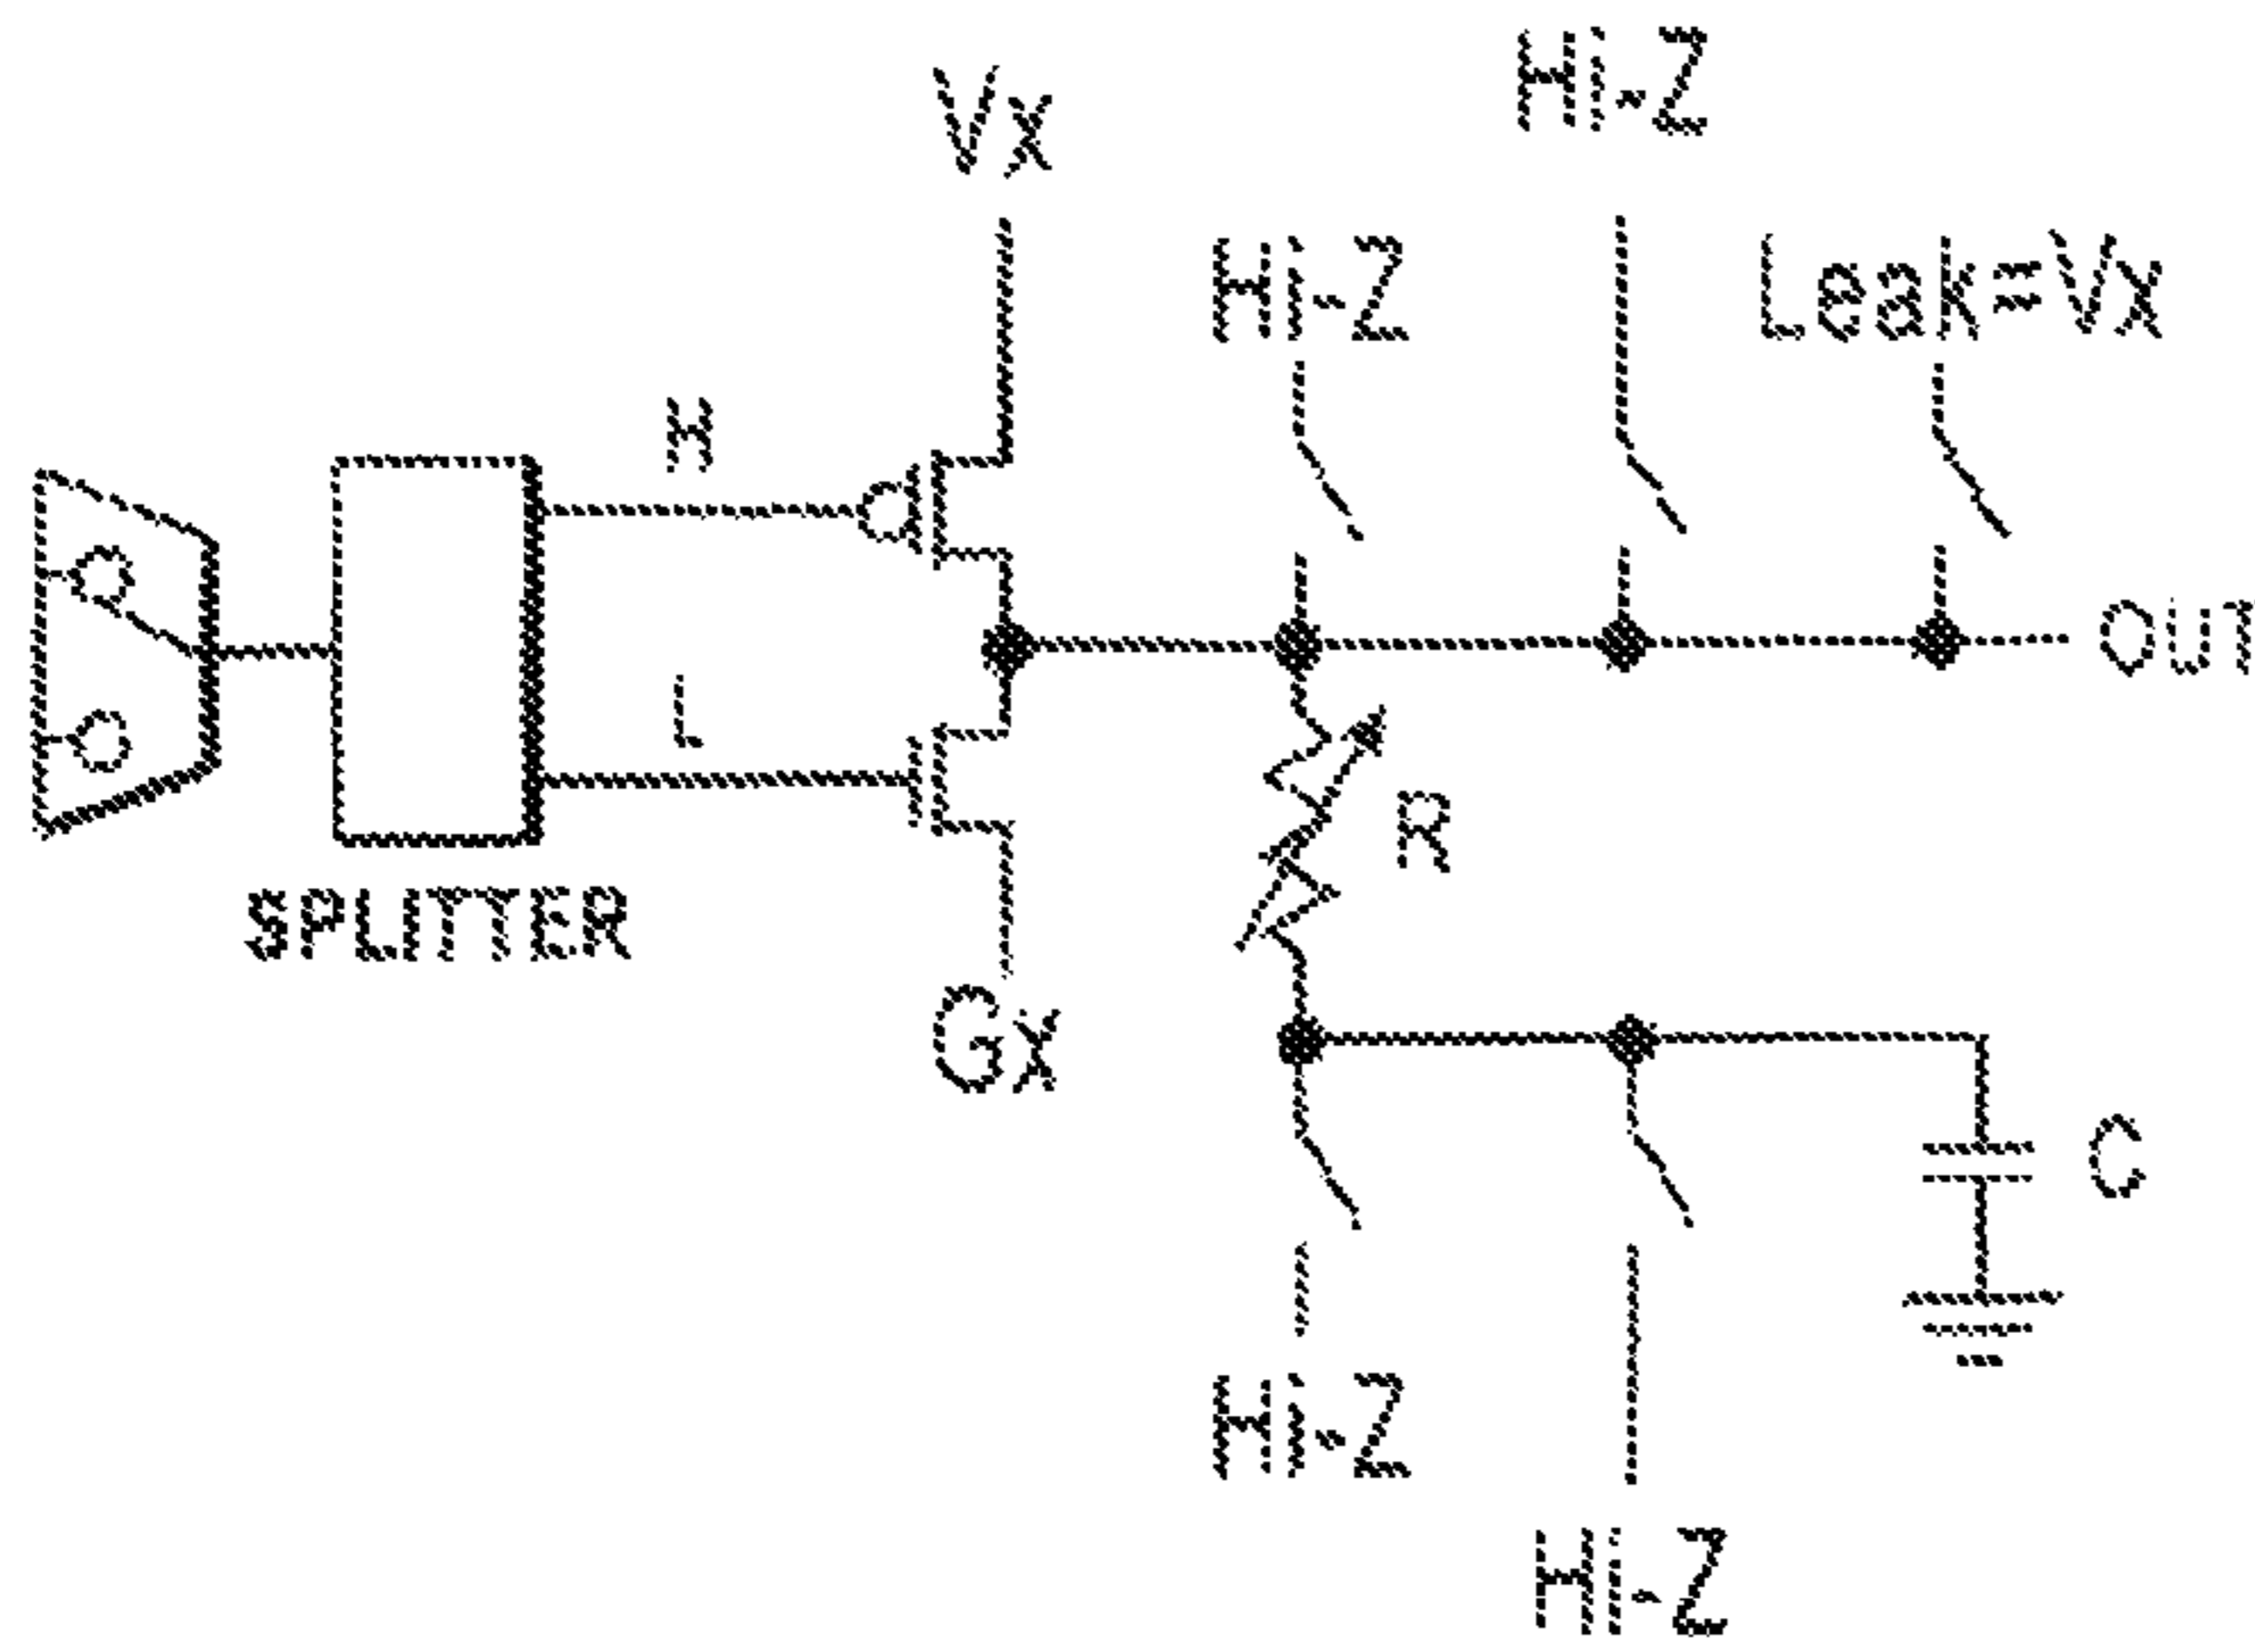 Vx
Hi-Z
Hi-Z
Leak=Vx
H
L
OUT
SPLITTER
R
Gx
C
Hi-Z
Hi-Z